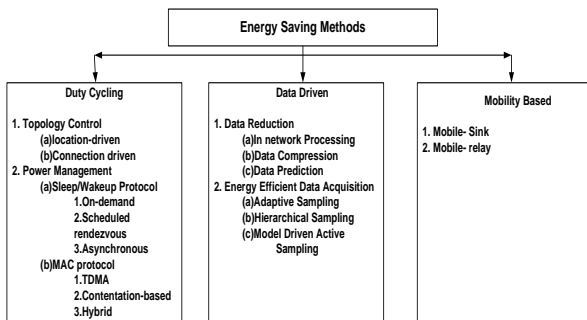 Energy Saving Methods
Duty Cycling
1. Topology Control
(a)location-driven
(b)Connection driven
2. Power Management
(a)Sleep/Wakeup Protocol
1.On-demand
2.Scheduled
rendezvous
3.Asynchronous
(b)MAC protocol
1.TDMA
2.Contentation-based
3.Hybrid
Data Driven
1. Data Reduction
(a)In network Processing
(b)Data Compression
(c)Data Prediction
2. Energy Efficient Data Acquisition
(a)Adaptive Sampling
(b)Hierarchical Sampling
(c)Model Driven Active
Sampling
Mobility Based
1. Mobile- Sink
2. Mobile- relay